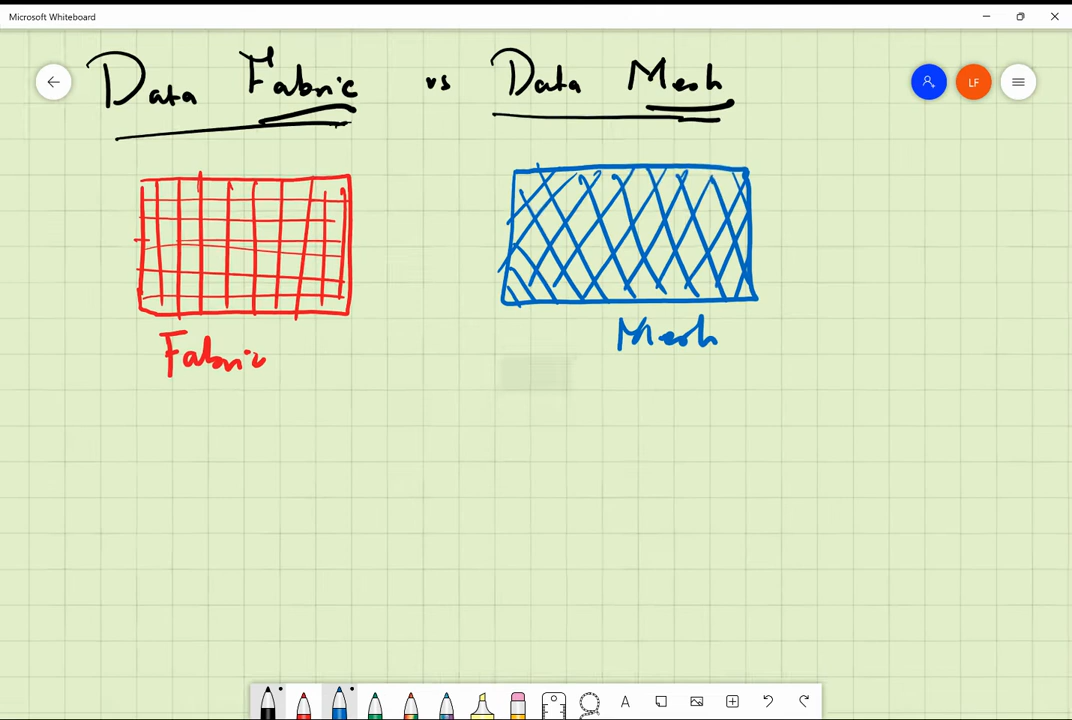 Microsoft Whiteboard
Data Fabric vs Data Mesh
LF
Fabric
Mesh
A